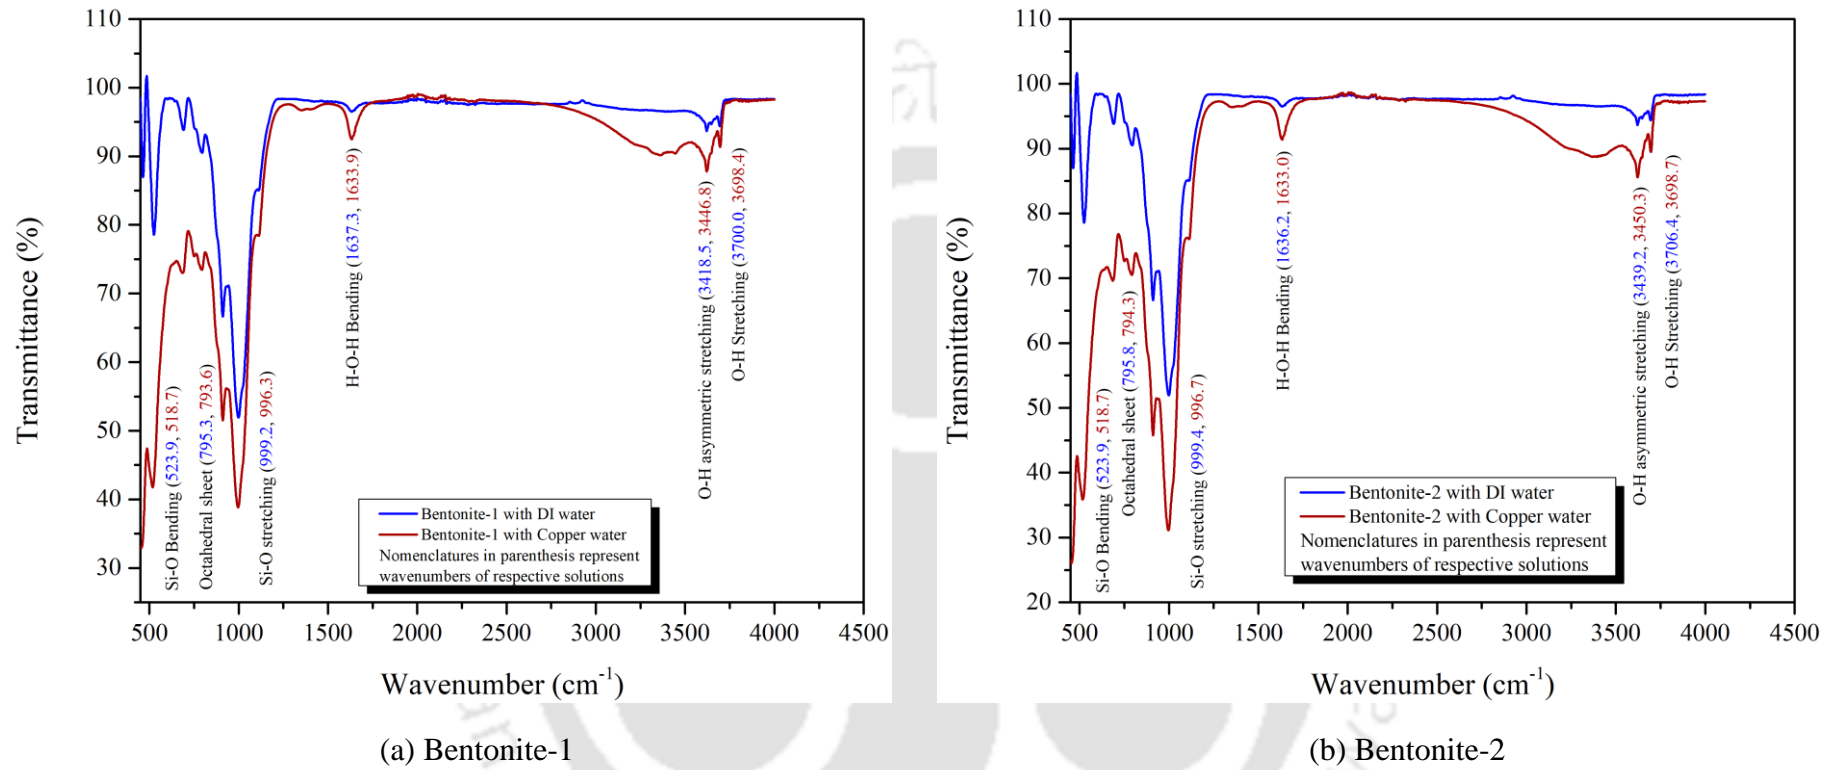 110
100
90
80
70
60
50
40
30
Transmittance (%)
500 1000 1500 2000 2500 3000 3500 4000 4500
Wavenumber (cm-1)
Si-O Bending (523.9, 518.7)
Octahedral sheet (795.3, 793.6)
Si-O stretching (999.2, 996.3)
H-O-H Bending (1637.3, 1633.9)
O-H asymmetric stretching (3418.5, 3446.8)
O-H Stretching (3700.0, 3698.4)
Bentonite-1 with DI water
Bentonite-1 with Copper water
Nomenclatures in parenthesis represent
wavenumbers of respective solutions
(a) Bentonite-1
110
100
90
80
70
60
50
40
30
20
Transmittance (%)
500 1000 1500 2000 2500 3000 3500 4000 4500
Wavenumber (cm-1)
Si-O Bending (523.9, 518.7)
Octahedral sheet (795.8, 794.3)
Si-O stretching (999.4, 996.7)
H-O-H Bending (1636.2, 1633.0)
O-H asymmetric stretching (3439.2, 3450.3)
O-H Stretching (3706.4, 3698.7)
Bentonite-2 with DI water
Bentonite-2 with Copper water
Nomenclatures in parenthesis represent
wavenumbers of respective solutions
(b) Bentonite-2